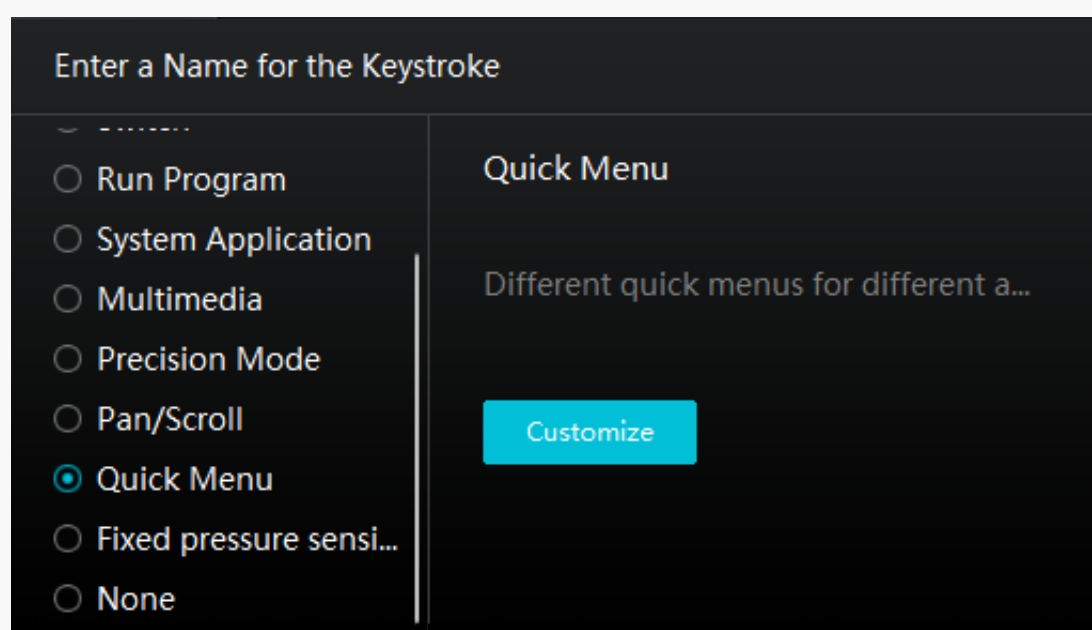 Enter a Name for the Keystroke
Run Program
System Application
Multimedia
Precision Mode
Pan/Scroll
Quick Menu
Fixed pressure sensi...
None
Quick Menu
Different quick menus for different a...
Customize